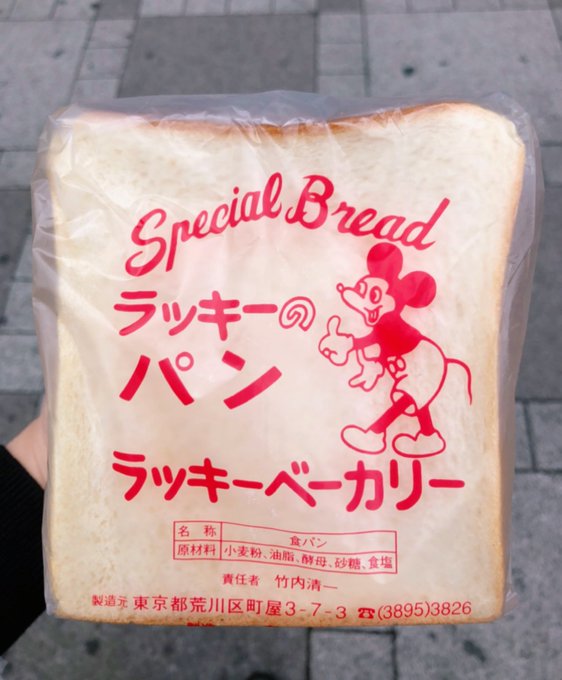 Special Bread
ラッキーの
パン
ラッキーベーカリー
名 称 食パン
原材料 小麦粉、油脂、酵母、砂糖、食塩
責任者 竹内清一
製造元 東京都荒川区町屋3-7-3 ☎(3895)3826